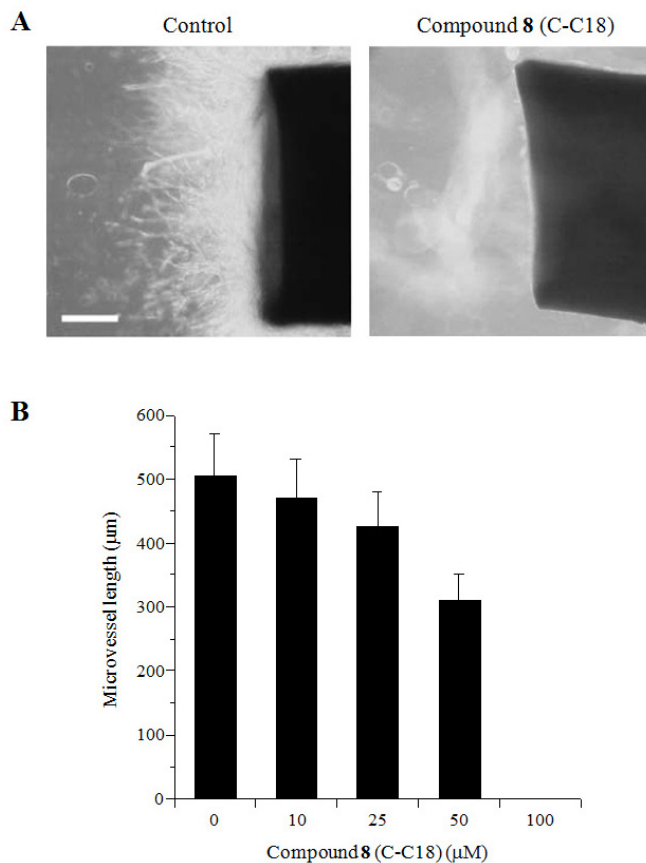 A
Control
Compound 8 (C-C18)
B
600
500
400
300
200
100
0
Microvessel length (μm)
0 10 25 50 100
Compound 8 (C-C18) (μM)